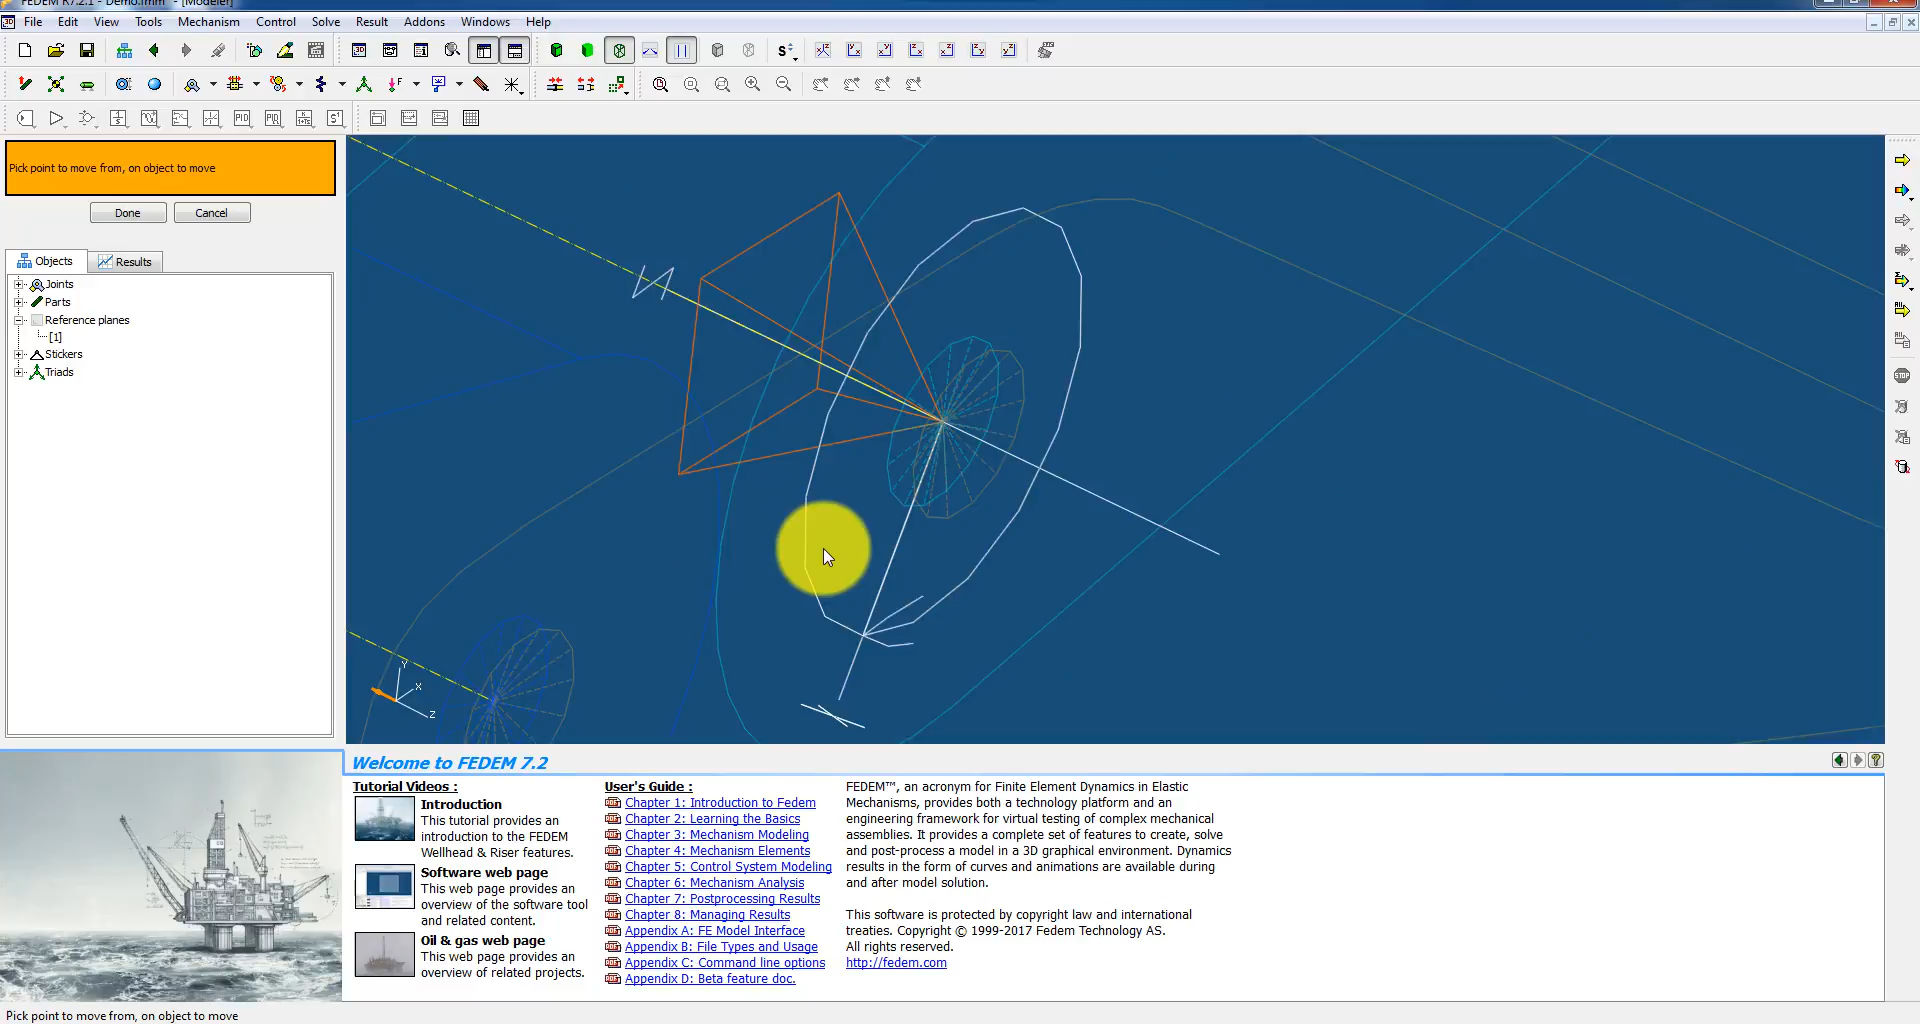 FEDEM R7.2.1 - Demo.fmm - [Modeler]
File Edit View Tools Mechanism Control Solve Result Addons Windows Help
Pick point to move from, on object to move
Done Cancel
Objects Results
Joints
Parts
Reference planes
[1]
Stickers
Triads
Y
X
Z
Welcome to FEDEM 7.2
Tutorial Videos :
Introduction
This tutorial provides an
introduction to the FEDEM
Wellhead & Riser features.
Software web page
This web page provides an
overview of the software tool
and related content.
Oil & gas web page
This web page provides an
overview of related projects.
User's Guide :
Chapter 1: Introduction to Fedem
Chapter 2: Learning the Basics
Chapter 3: Mechanism Modeling
Chapter 4: Mechanism Elements
Chapter 5: Control System Modeling
Chapter 6: Mechanism Analysis
Chapter 7: Postprocessing Results
Chapter 8: Managing Results
Appendix A: FE Model Interface
Appendix B: File Types and Usage
Appendix C: Command line options
Appendix D: Beta feature doc.
FEDEM™, an acronym for Finite Element Dynamics in Elastic
Mechanisms, provides both a technology platform and an
engineering framework for virtual testing of complex mechanical
assemblies. It provides a complete set of features to create, solve
and post-process a model in a 3D graphical environment. Dynamics
results in the form of curves and animations are available during
and after model solution.
This software is protected by copyright law and international
treaties. Copyright © 1999-2017 Fedem Technology AS.
All rights reserved.
http://fedem.com
Pick point to move from, on object to move